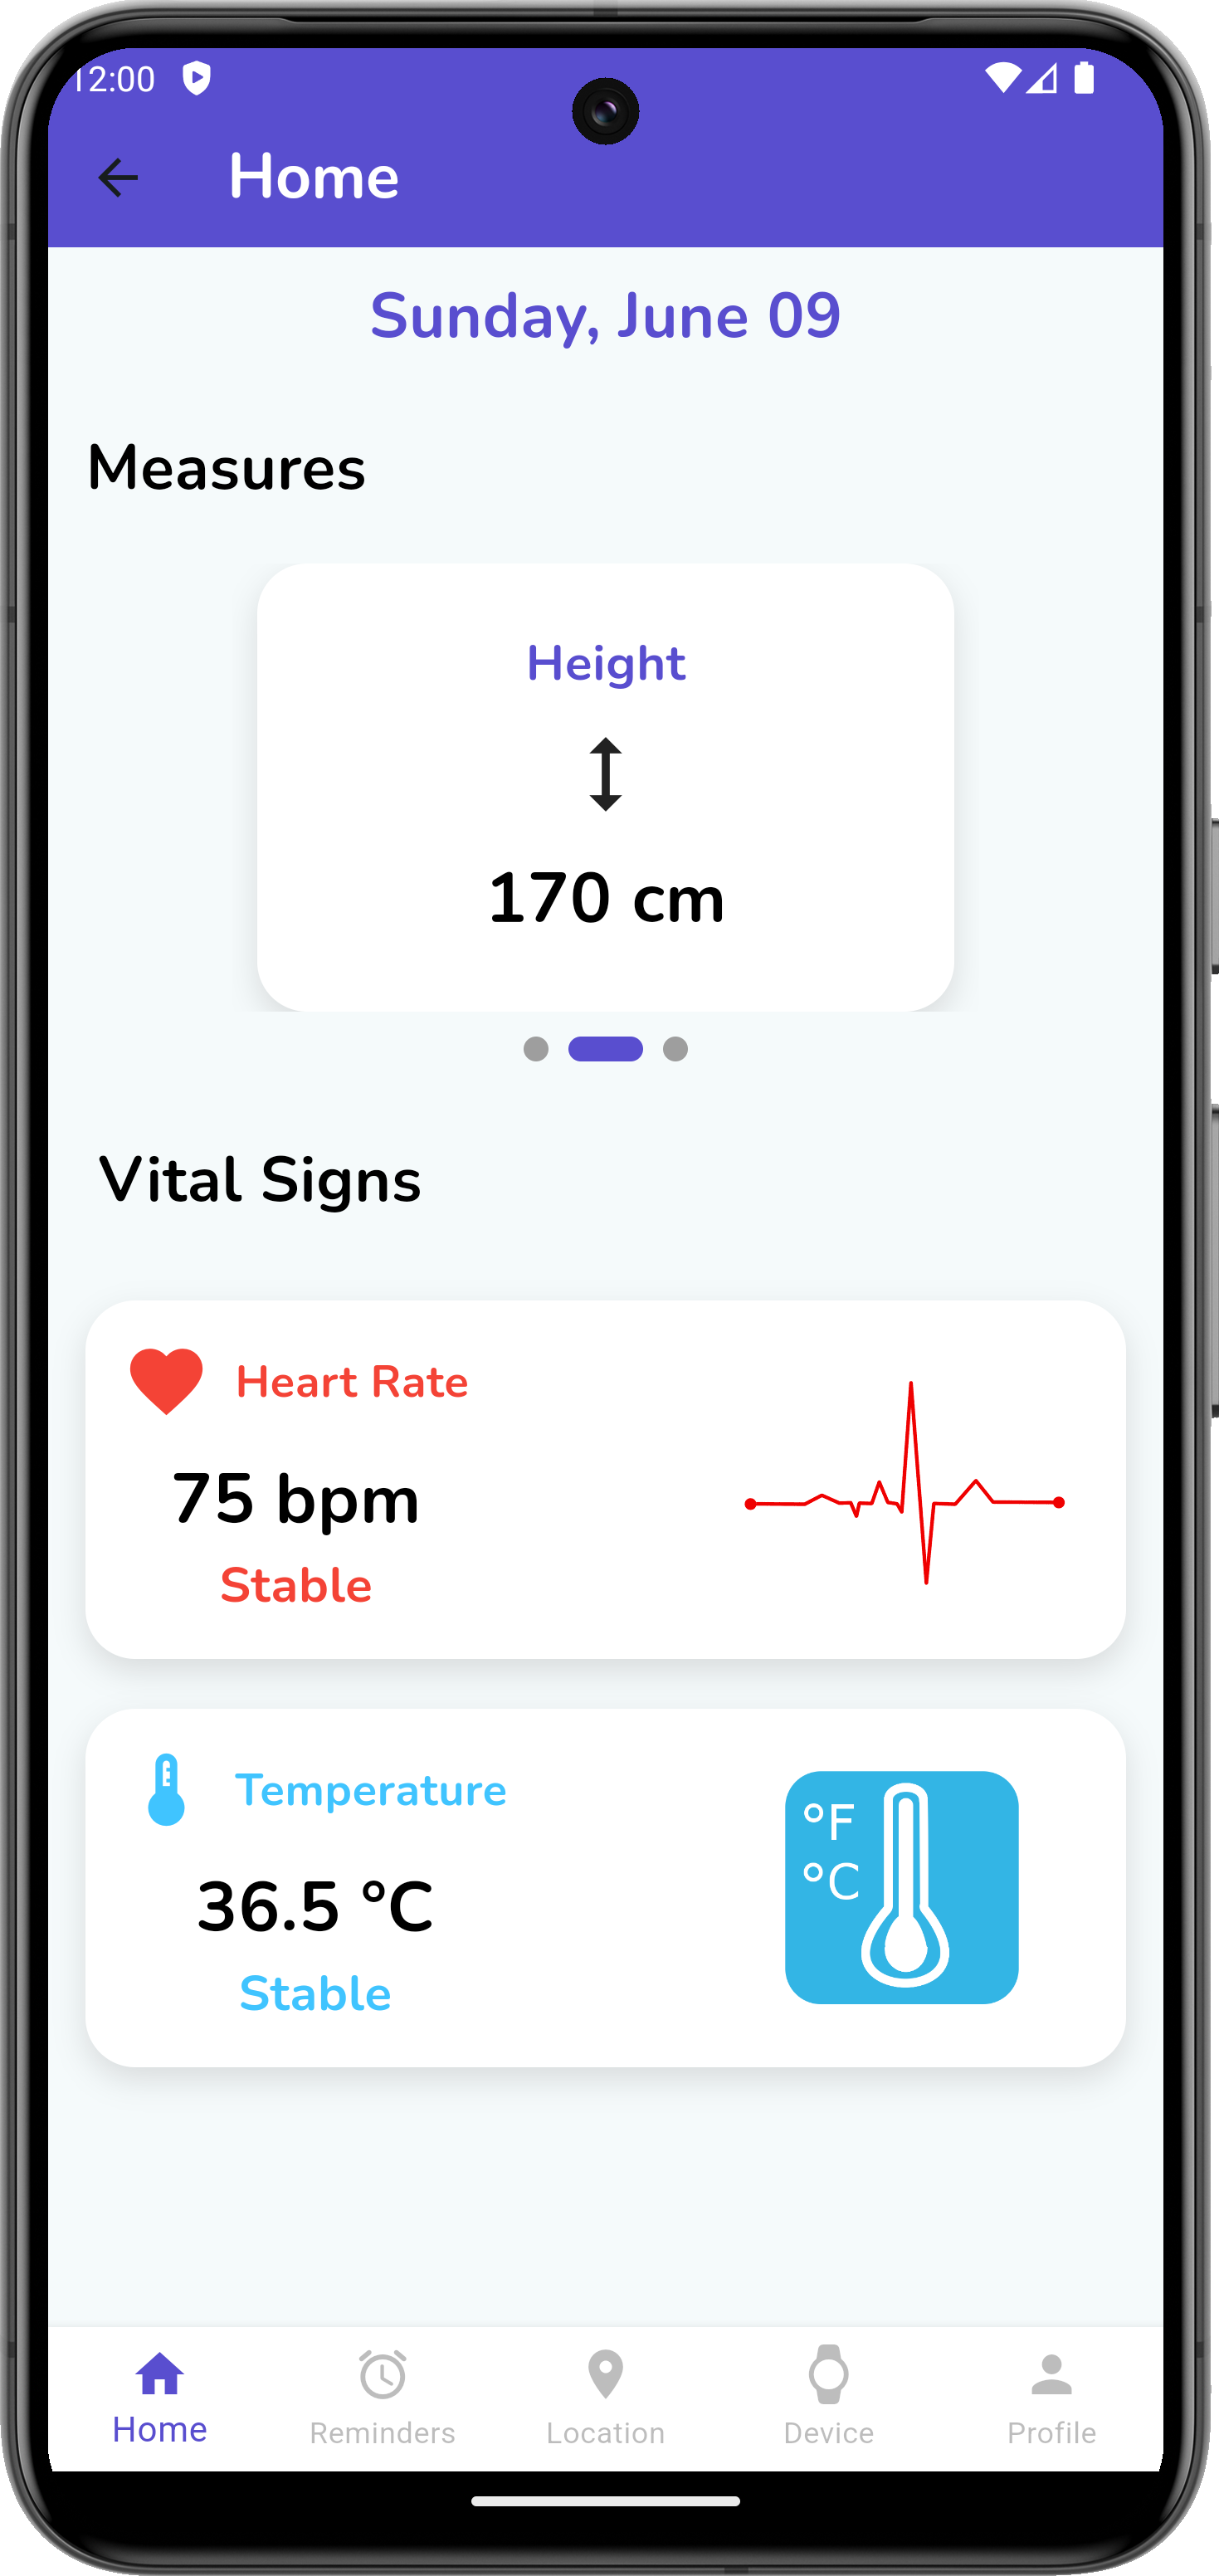 12:00
Home
Sunday, June 09
Measures
Height
170 cm
Vital Signs
Heart Rate
75 bpm
Stable
Temperature
36.5 °C
Stable
°F
°C
Home
Reminders
Location
Device
Profile